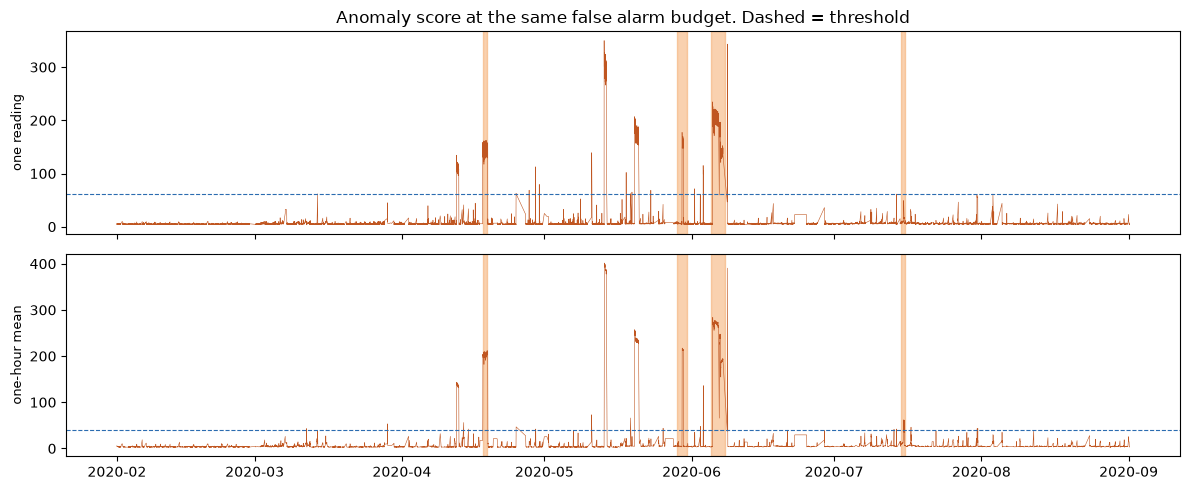 Anomaly score at the same false alarm budget. Dashed = threshold
one reading
300
200
100
0
one-hour mean
400
300
200
100
0
2020-02 2020-03 2020-04 2020-05 2020-06 2020-07 2020-08 2020-09